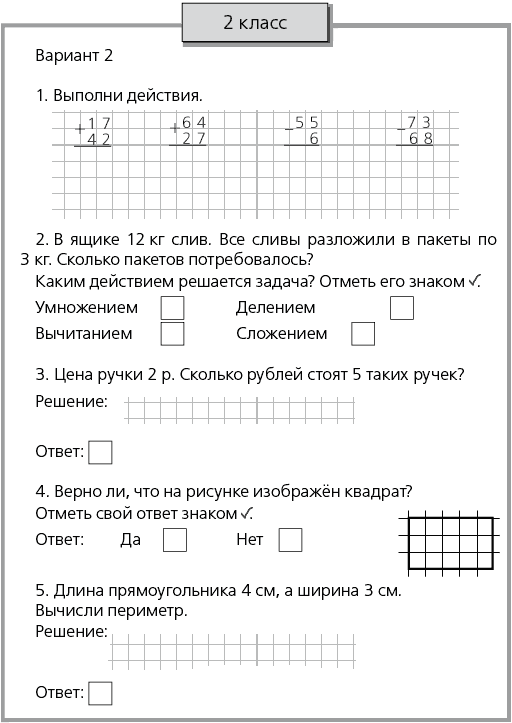 2 класс
Вариант 2
1. Выполни действия.
+17 +64 −55 −73
42 27 6 68
2. В ящике 12 кг слив. Все сливы разложили в пакеты по
3 кг. Сколько пакетов потребовалось?
Каким действием решается задача? Отметь его знаком ✓.
Умножением Делением
Вычитанием Сложением
3. Цена ручки 2 р. Сколько рублей стоят 5 таких ручек?
Решение:
Ответ:
4. Верно ли, что на рисунке изображён квадрат?
Отметь свой ответ знаком ✓.
Ответ: Да Нет
5. Длина прямоугольника 4 см, а ширина 3 см.
Вычисли периметр.
Решение:
Ответ: